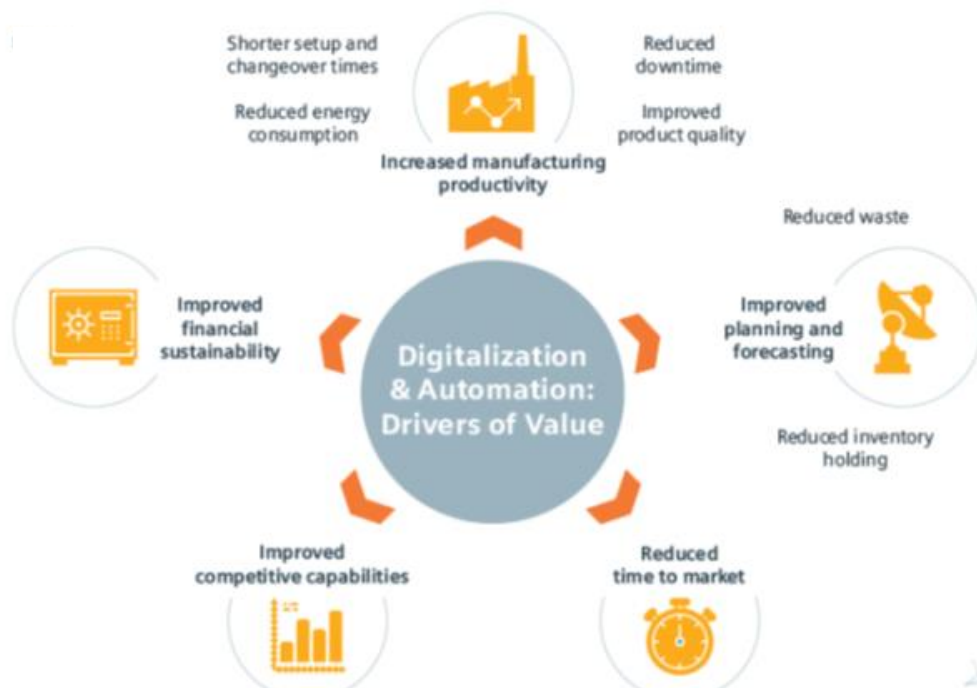 Shorter setup and
changeover times
Reduced energy
consumption
Reduced
downtime
Improved
product quality
Increased manufacturing
productivity
Reduced waste
Improved
planning and
forecasting
Reduced inventory
holding
Improved
financial
sustainability
Digitalization
& Automation:
Drivers of Value
Improved
competitive capabilities
Reduced
time to market